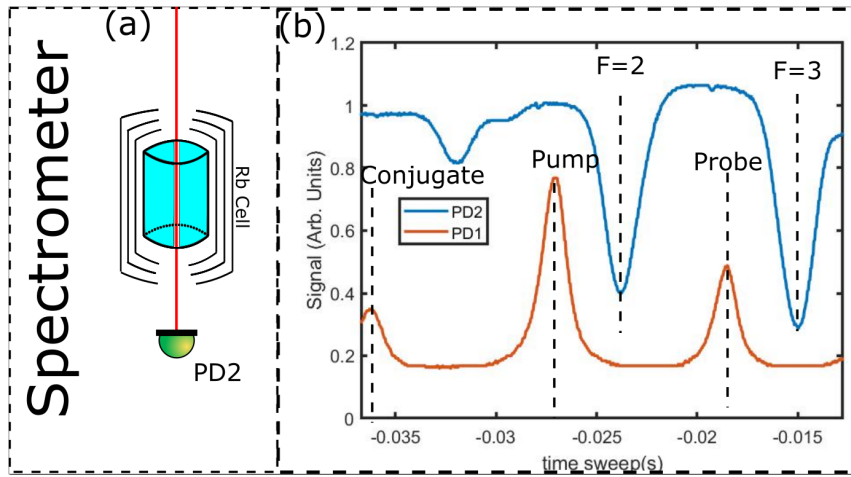 (a)
Spectrometer
Rb Cell
PD2
(b)
F=2
F=3
Conjugate
Pump
Probe
PD2
PD1
Signal (Arb. Units)
1.2
1
0.8
0.6
0.4
0.2
0
-0.035
-0.03
-0.025
-0.02
-0.015
time sweep(s)